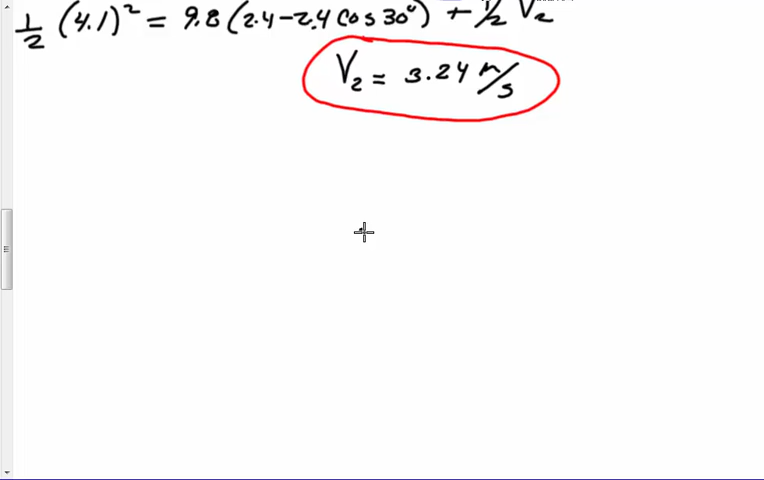 1/2 (4.1)² = 9.8(2.4-2.4 Cos 30°) + 1/2 V₂
V₂ = 3.24 m/s